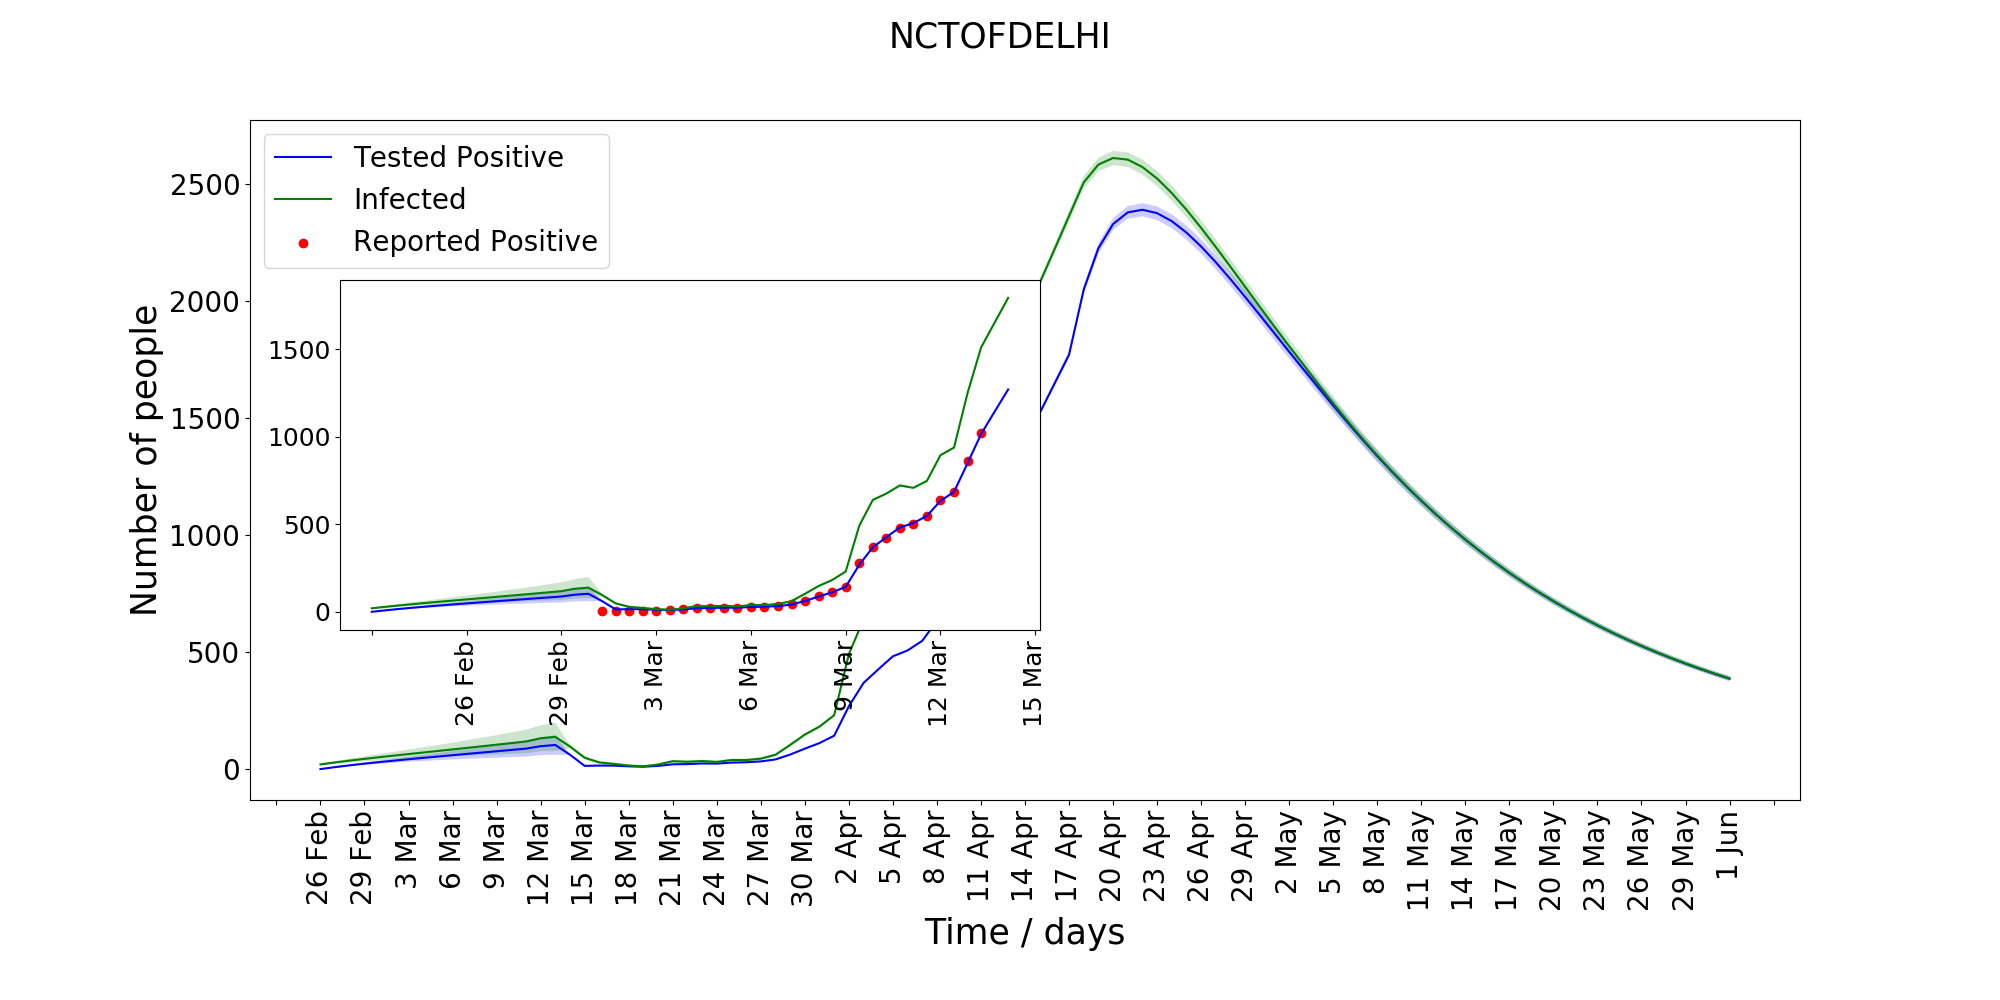 NCTOFDELHI
Tested Positive
Infected
Reported Positive
Number of people
2500
2000
1500
1000
500
0
1500
1000
500
0
26 Feb
29 Feb
3 Mar
6 Mar
9 Mar
12 Mar
15 Mar
26 Feb
29 Feb
3 Mar
6 Mar
9 Mar
12 Mar
15 Mar
18 Mar
21 Mar
24 Mar
27 Mar
30 Mar
2 Apr
5 Apr
8 Apr
11 Apr
14 Apr
17 Apr
20 Apr
23 Apr
26 Apr
29 Apr
2 May
5 May
8 May
11 May
14 May
17 May
20 May
23 May
26 May
29 May
1 Jun
Time / days